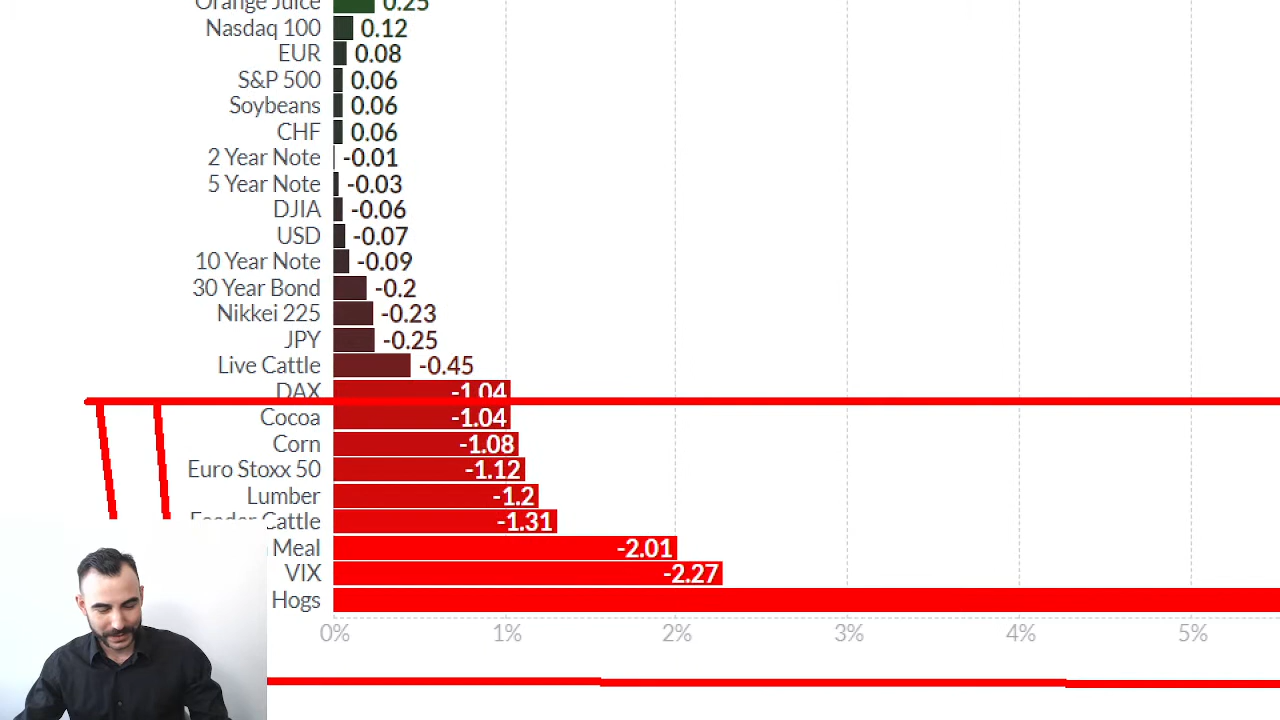 Orange Juice 0.25
Nasdaq 100 0.12
EUR 0.08
S&P 500 0.06
Soybeans 0.06
CHF 0.06
2 Year Note -0.01
5 Year Note -0.03
DJIA -0.06
USD -0.07
10 Year Note -0.09
30 Year Bond -0.2
Nikkei 225 -0.23
JPY -0.25
Live Cattle -0.45
DAX -1.04
Cocoa -1.04
Corn -1.08
Euro Stoxx 50 -1.12
Lumber -1.2
Feeder Cattle -1.31
Meal -2.01
VIX -2.27
Hogs
0% 1% 2% 3% 4% 5%